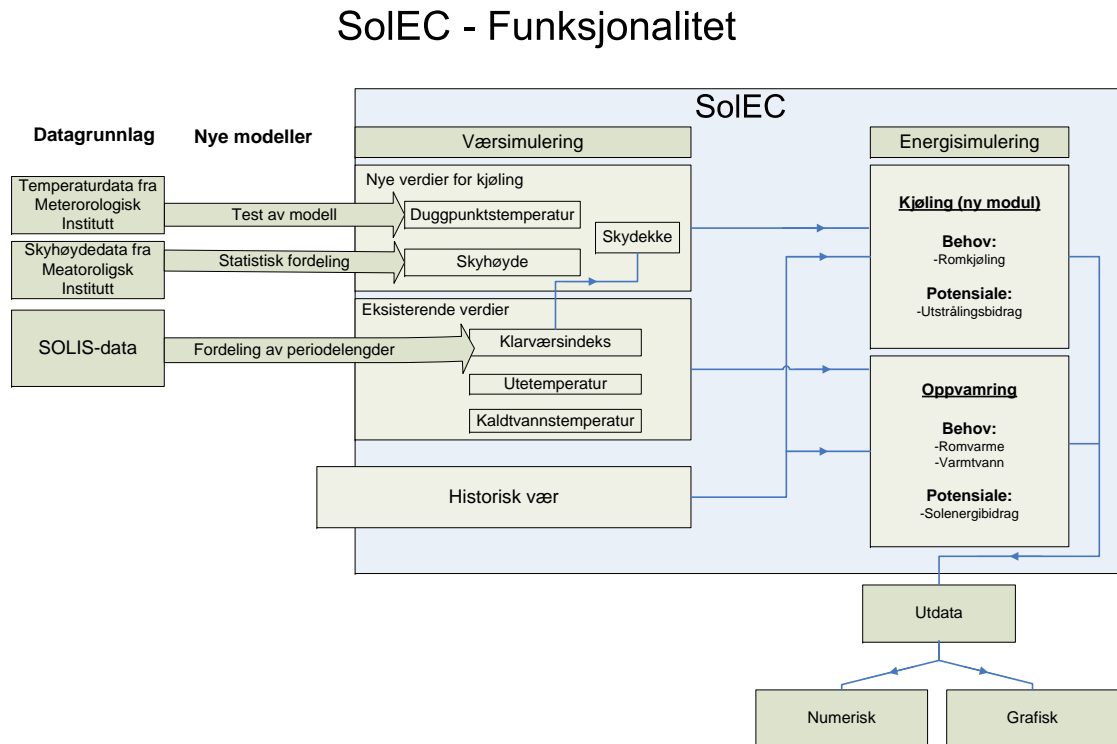 SolEC - Funksjonalitet
SolEC
Datagrunnlag
Nye modeller
Værsimulering
Energisimulering
Temperaturdata fra
Meterorologisk
Institutt
Test av modell
Nye verdier for kjøling
Duggpunktstemperatur
Skydekke
Skyhøydedata fra
Meatoroligsk
Institutt
Statistisk fordeling
Skyhøyde
Kjøling (ny modul)
Behov:
-Romkjøling
Potensiale:
-Utstrålingsbidrag
SOLIS-data
Fordeling av periodelengder
Eksisterende verdier
Klarværsindeks
Utetemperatur
Kaldtvannstemperatur
Oppvamring
Behov:
-Romvarme
-Varmtvann
Potensiale:
-Solenergibidrag
Historisk vær
Utdata
Numerisk
Grafisk